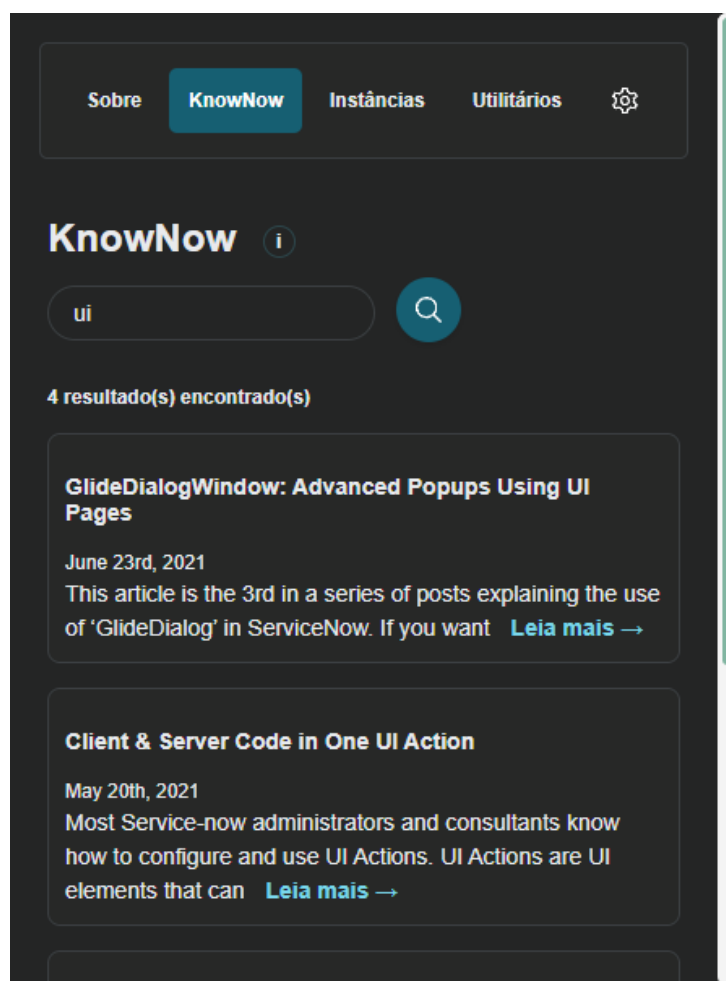 Sobre KnowNow Instâncias Utilitários
KnowNow i
ui
4 resultado(s) encontrado(s)
GlideDialogWindow: Advanced Popups Using UI
Pages
June 23rd, 2021
This article is the 3rd in a series of posts explaining the use
of ‘GlideDialog’ in ServiceNow. If you want Leia mais →
Client & Server Code in One UI Action
May 20th, 2021
Most Service-now administrators and consultants know
how to configure and use UI Actions. UI Actions are UI
elements that can Leia mais →